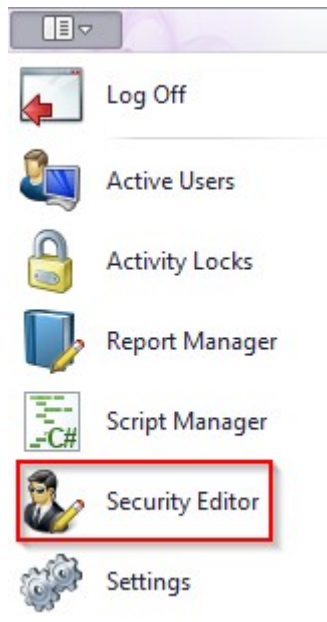 Log Off
Active Users
Activity Locks
Report Manager
C#
Script Manager
Security Editor
Settings